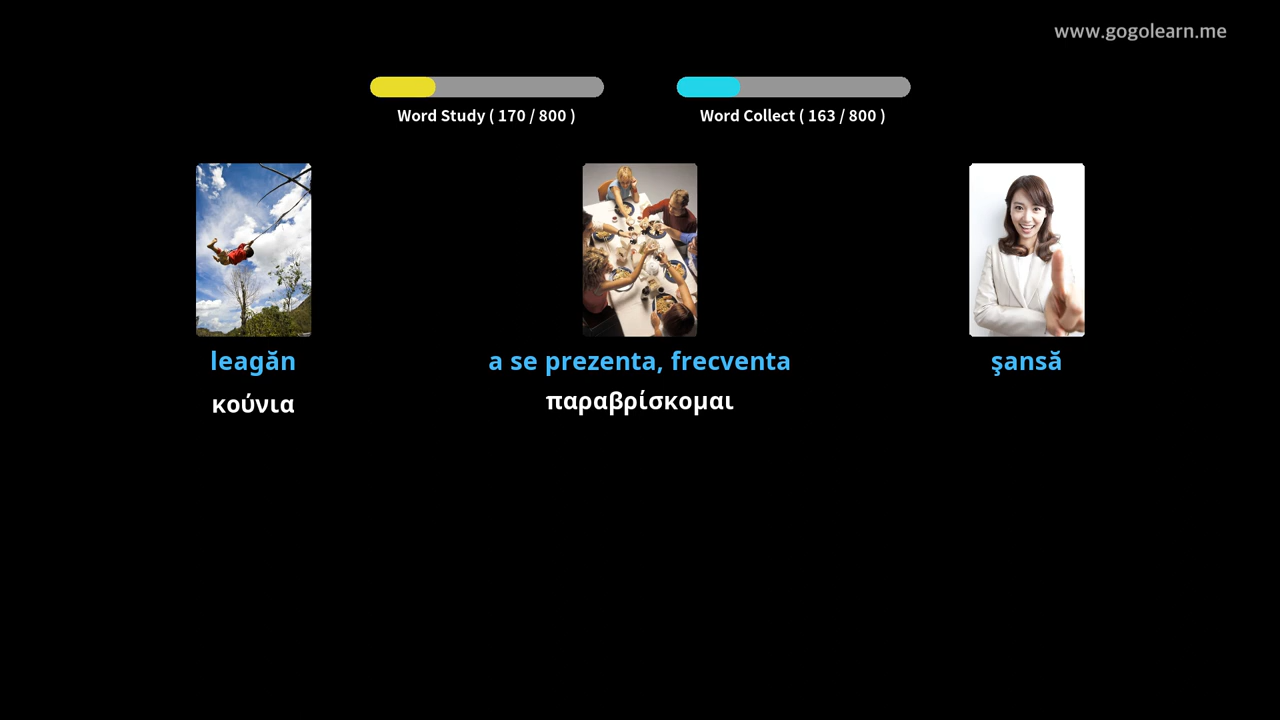 www.gogolearn.me
Word Study ( 170 / 800 )
Word Collect ( 163 / 800 )
leagăn
a se prezenta, frecventa
şansă
κούνια
παραβρίσκομαι